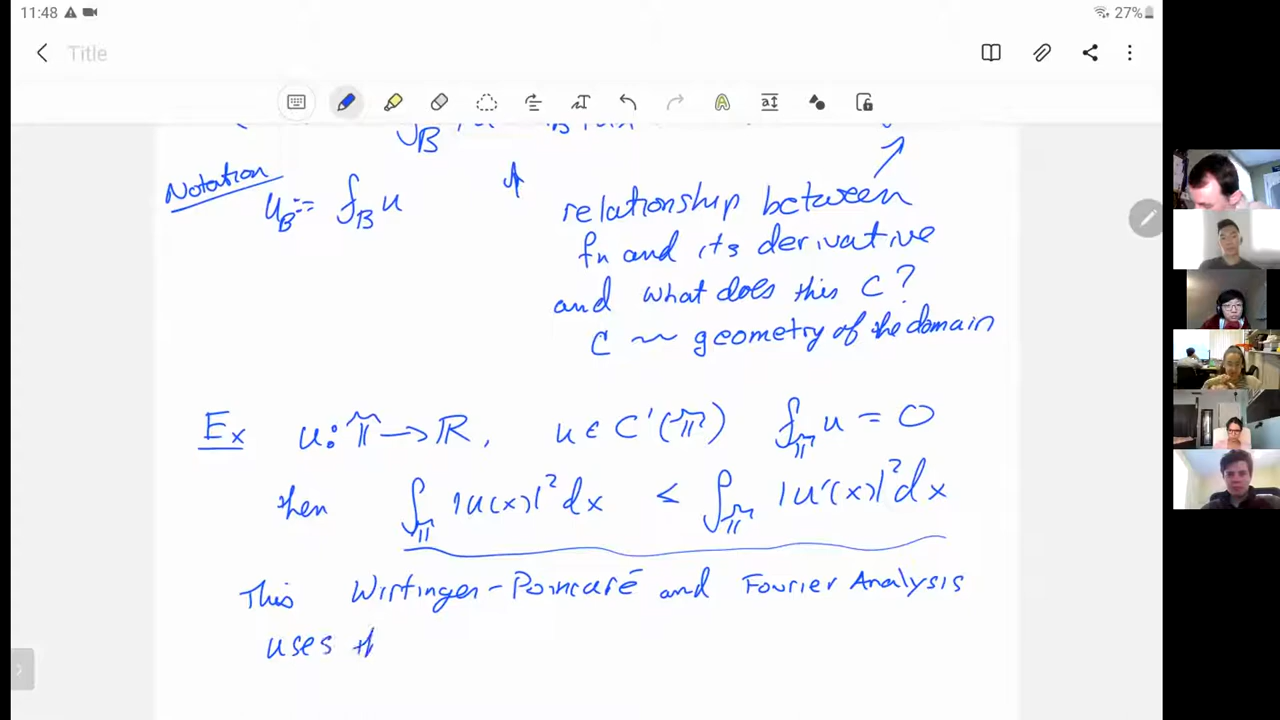 11:48
27%
Title
Notation
u_B := ⨍_B u
relationship between
fn and its derivative
and what does this C?
C ~ geometry of the domain
Ex u: 𝕋 → ℝ, u ∈ C'(𝕋) ⨍_𝕋 u = 0
then ∫_𝕋 |u(x)|² dx ≤ ∫_𝕋 |u'(x)|² dx
This Wirtinger-Poincaré and Fourier Analysis
uses th